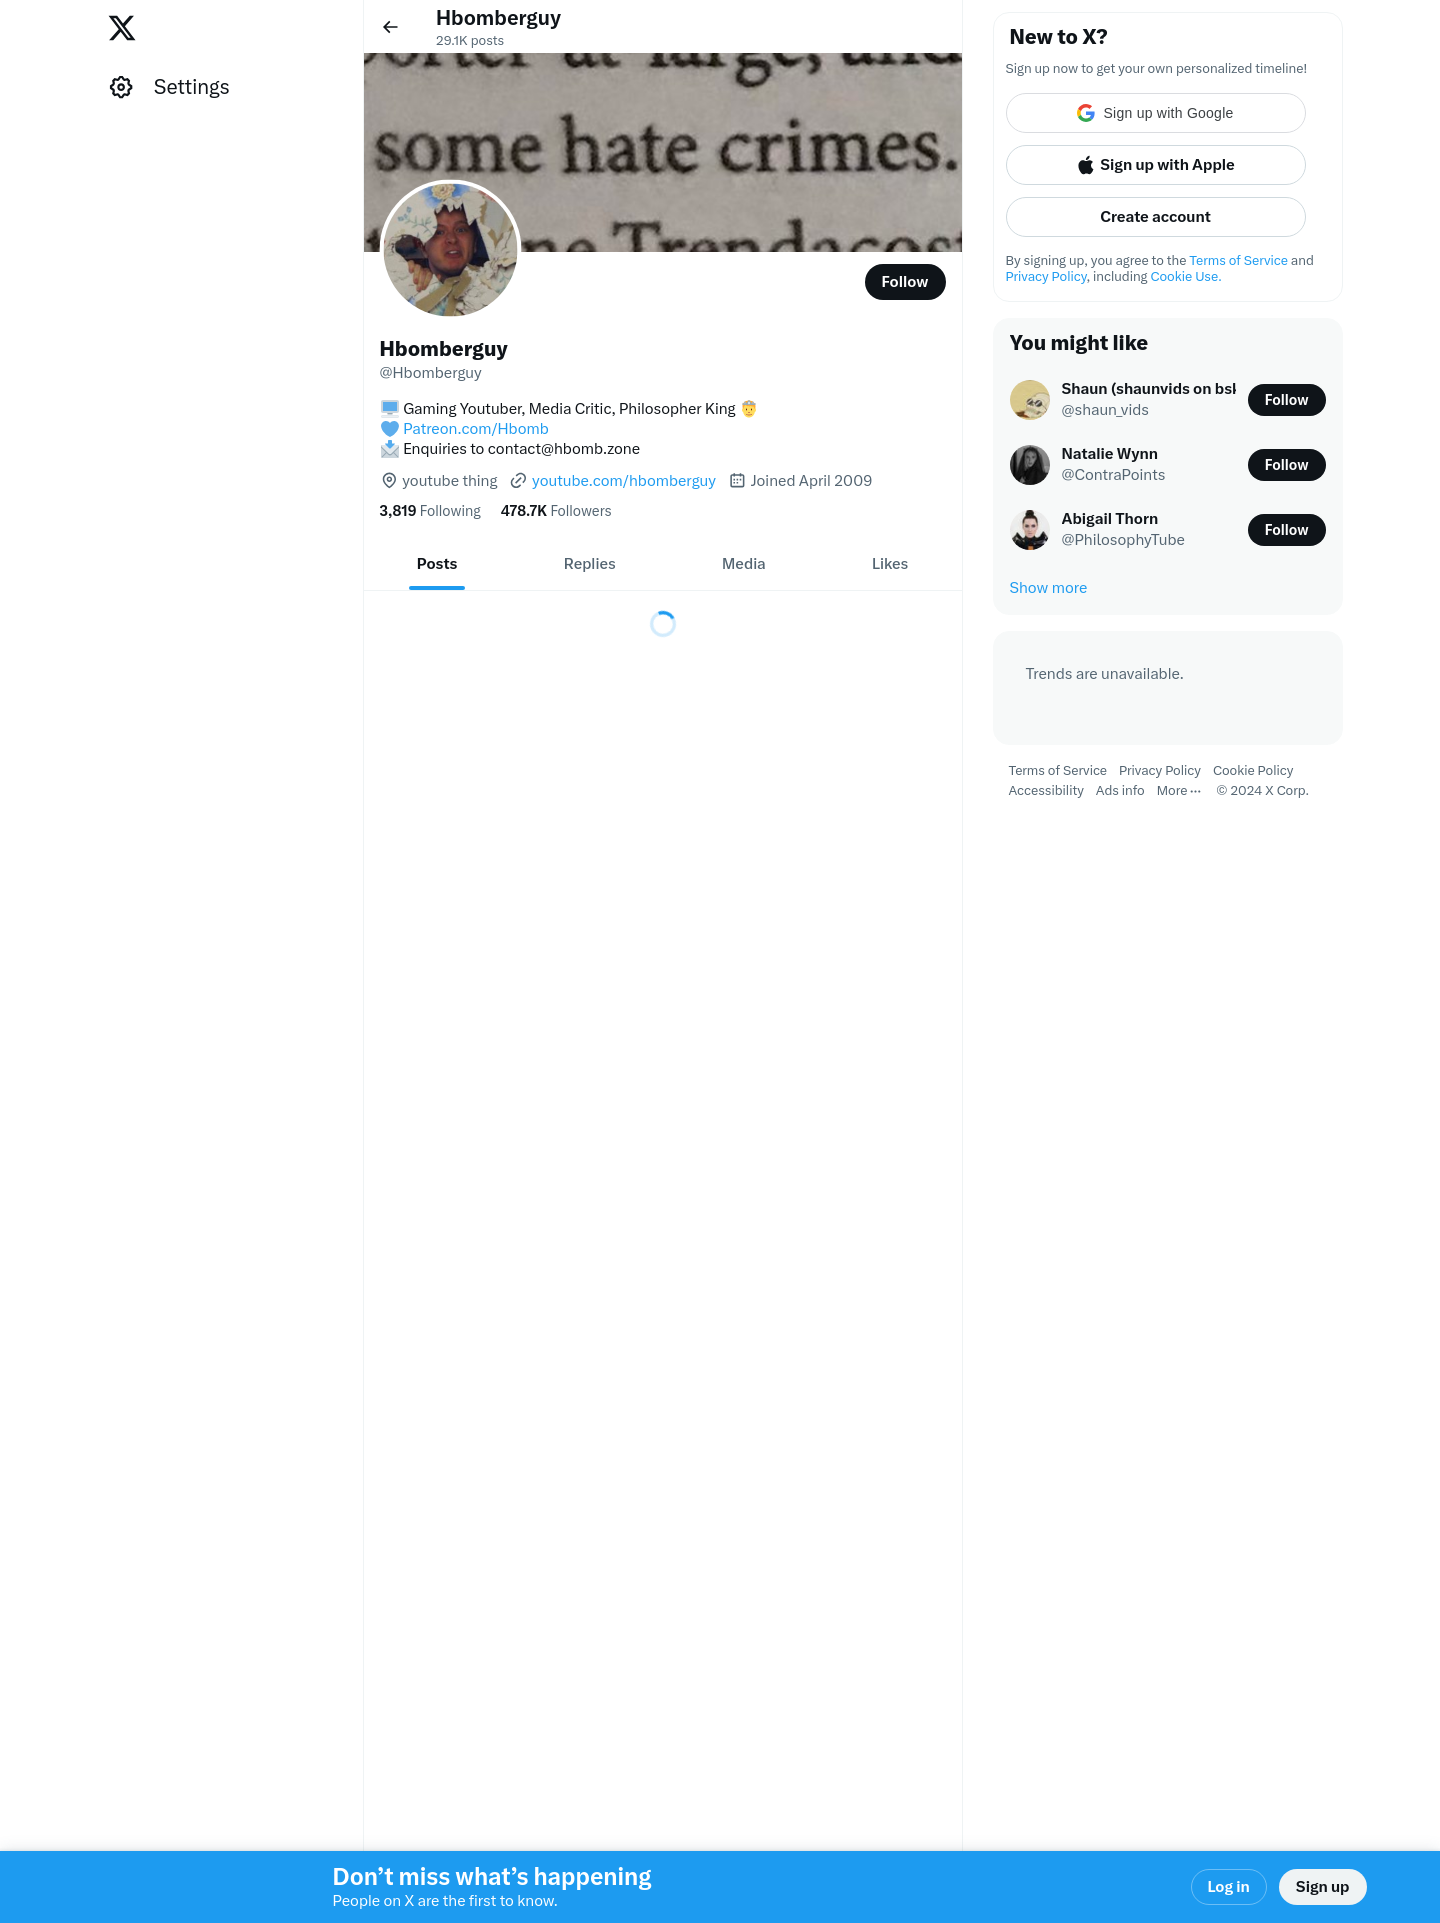 Settings
Hbomberguy
29.1K posts
some hate crimes.
Follow
Hbomberguy
@Hbomberguy
Gaming Youtuber, Media Critic, Philosopher King
Patreon.com/Hbomb
Enquiries to contact@hbomb.zone
youtube thing youtube.com/hbomberguy Joined April 2009
3,819 Following 478.7K Followers
Posts Replies Media Likes
New to X?
Sign up now to get your own personalized timeline!
Sign up with Google
Sign up with Apple
Create account
By signing up, you agree to the Terms of Service and
Privacy Policy, including Cookie Use.
You might like
Shaun (shaunvids on bsk
@shaun_vids
Follow
Natalie Wynn
@ContraPoints
Follow
Abigail Thorn
@PhilosophyTube
Follow
Show more
Trends are unavailable.
Terms of Service Privacy Policy Cookie Policy
Accessibility Ads info More ··· © 2024 X Corp.
Don’t miss what’s happening
People on X are the first to know.
Log in Sign up